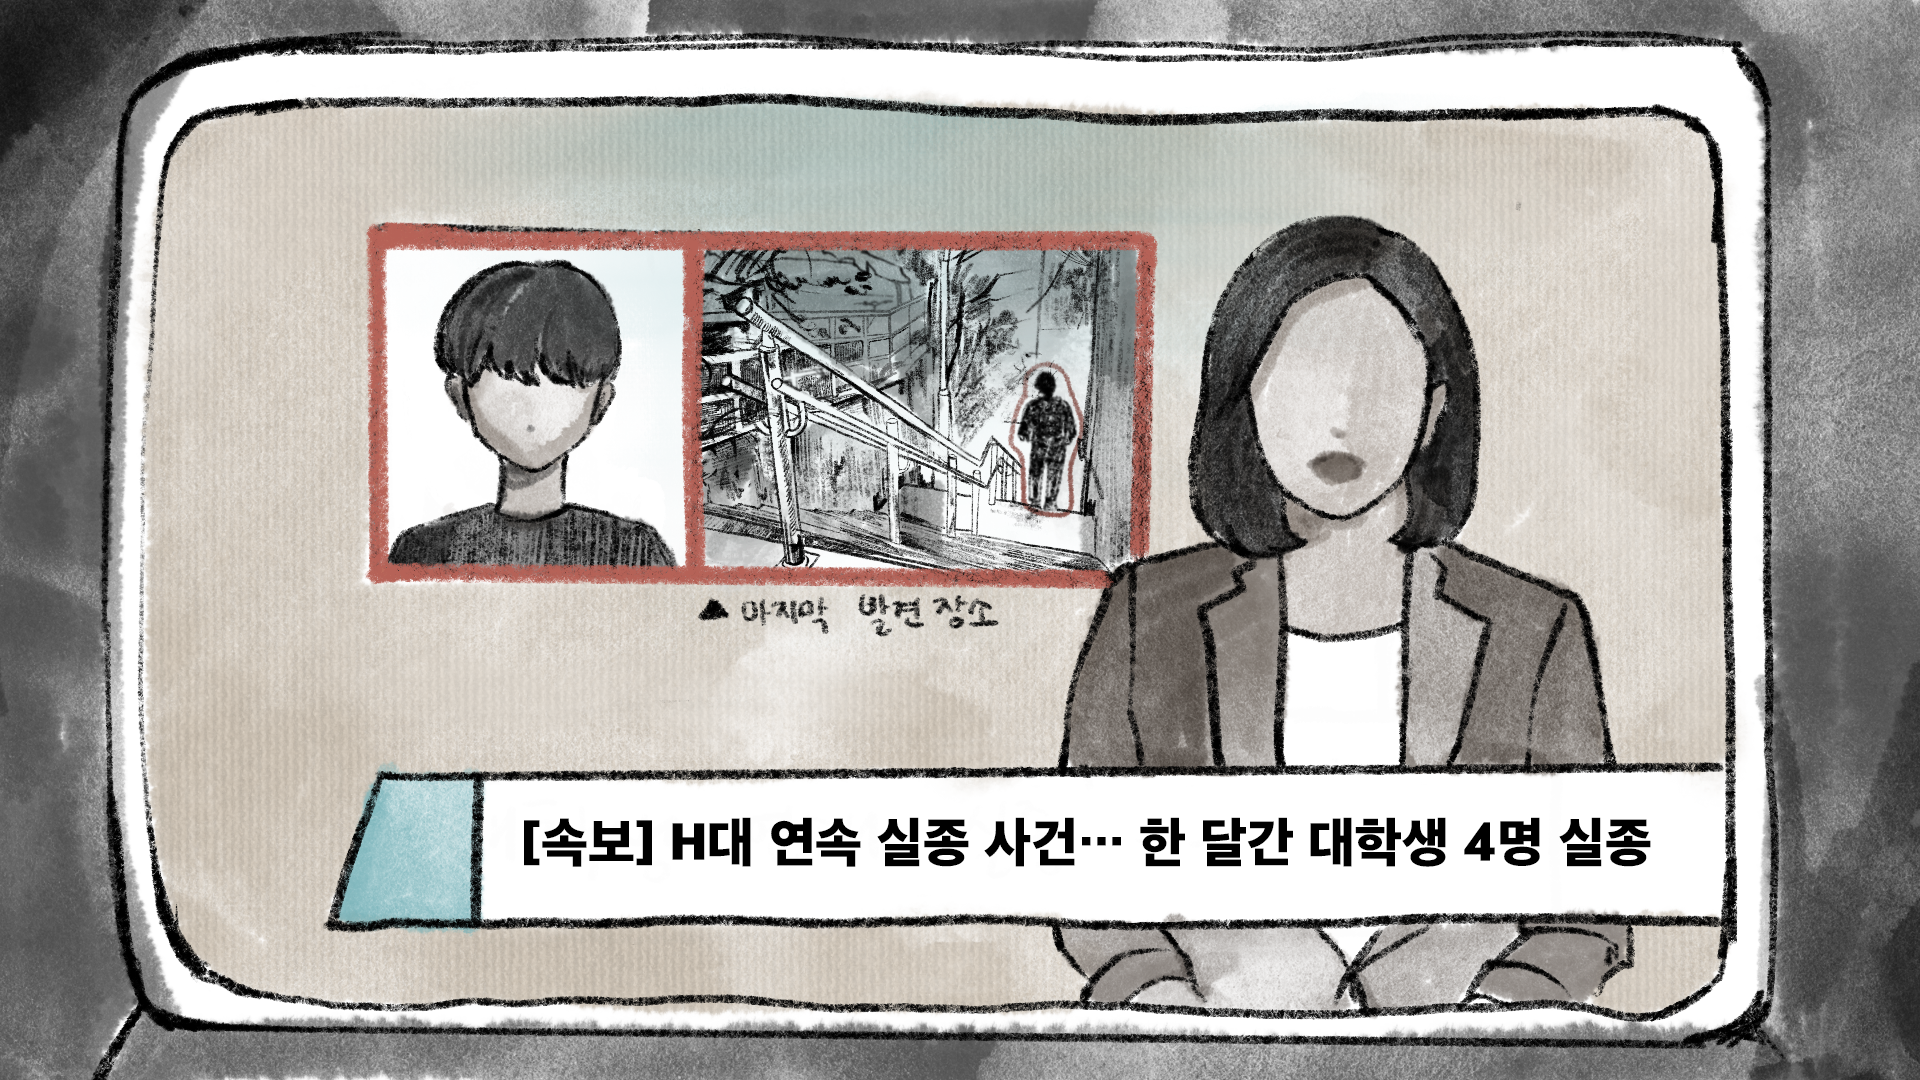 ▲ 마지막 발견 장소
[속보] H대 연속 실종 사건… 한 달간 대학생 4명 실종